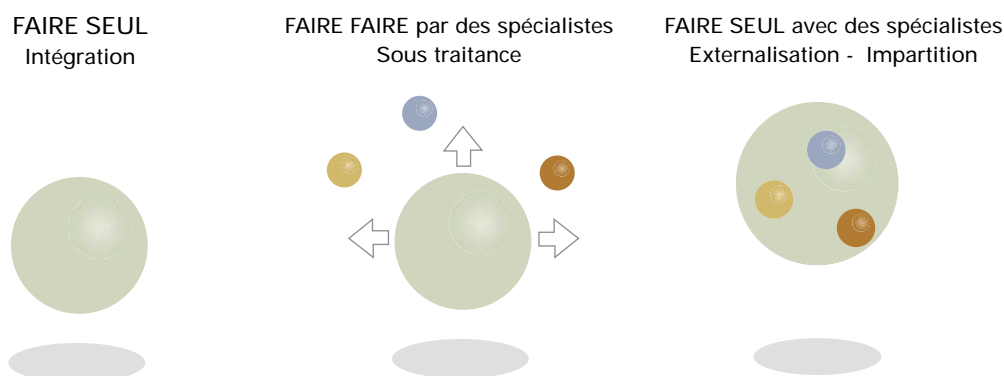 FAIRE SEUL
Intégration
FAIRE FAIRE par des spécialistes
Sous traitance
FAIRE SEUL avec des spécialistes
Externalisation - Impartition